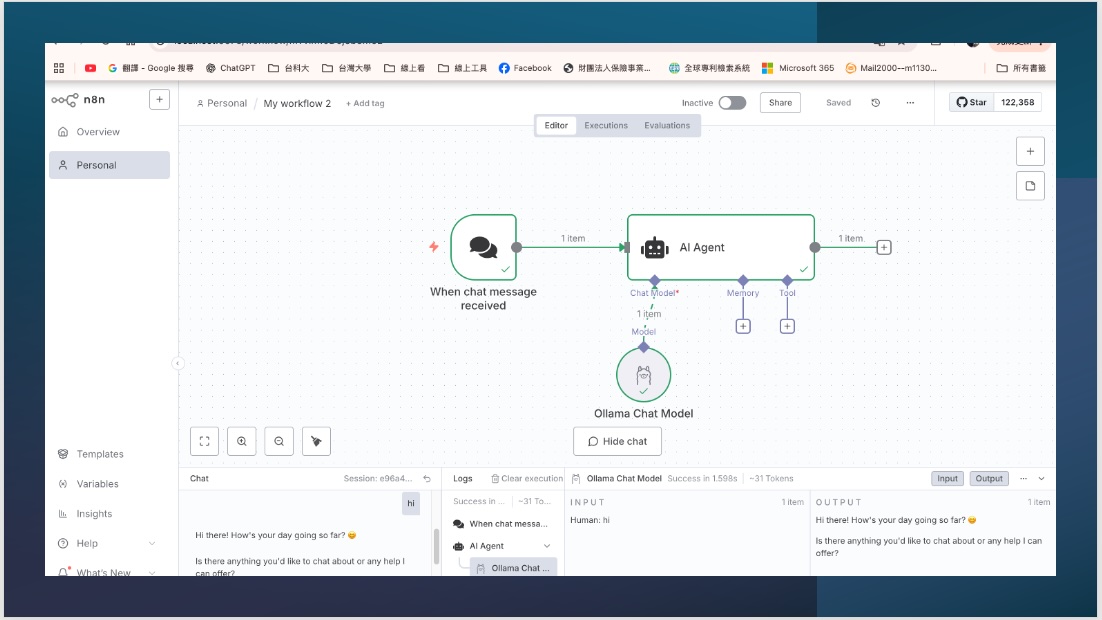 翻譯 - Google 搜尋 ChatGPT 台科大 台灣大學 線上看 線上工具 Facebook 財團法人保險事業... 全球專利檢索系統 Microsoft 365 Mail2000--m1130... 所有書籤
n8n
Personal / My workflow 2 + Add tag Inactive Share Saved ... Star 122,358
Editor Executions Evaluations
Overview
Personal
1 item
AI Agent
1 item
When chat message
received
Chat Model* Memory Tool
1 item
Model
Ollama Chat Model
Hide chat
Templates
Variables
Insights
Help
What's New
Chat Session: e96a4...
hi
Hi there! How's your day going so far? 😊
Is there anything you'd like to chat about or any help I
can offer?
Logs Clear execution
Success in ... ~31 To...
When chat messa...
AI Agent
Ollama Chat ...
Ollama Chat Model Success in 1.598s ~31 Tokens Input Output ...
INPUT 1 item
Human: hi
OUTPUT 1 item
Hi there! How's your day going so far? 😊
Is there anything you'd like to chat about or any help I can
offer?